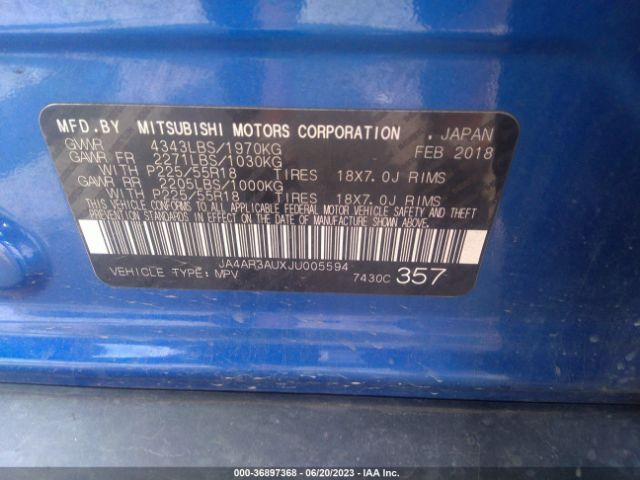 MFD.BY MITSUBISHI MOTORS CORPORATION . JAPAN
GVWR 4343LBS/1970KG FEB 2018
GAWR FR 2271LBS/1030KG
WITH P225/55R18 TIRES 18X7.0J RIMS
GAWR RR 2205LBS/1000KG
WITH P225/55R18 TIRES 18X7.0J RIMS
THIS VEHICLE CONFORMS TO ALL APPLICABLE FEDERAL MOTOR VEHICLE SAFETY AND THEFT
PREVENTION STANDARDS IN EFFECT ON THE DATE OF MANUFACTURE SHOWN ABOVE.
JA4AR3AUXJU005594
VEHICLE TYPE: MPV 7430C 357
000-36897368 - 06/20/2023 - IAA Inc.